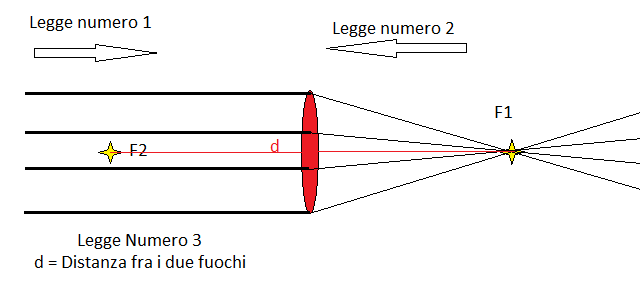 Legge numero 1
Legge numero 2
F1
F2
d
Legge Numero 3
d = Distanza fra i due fuochi